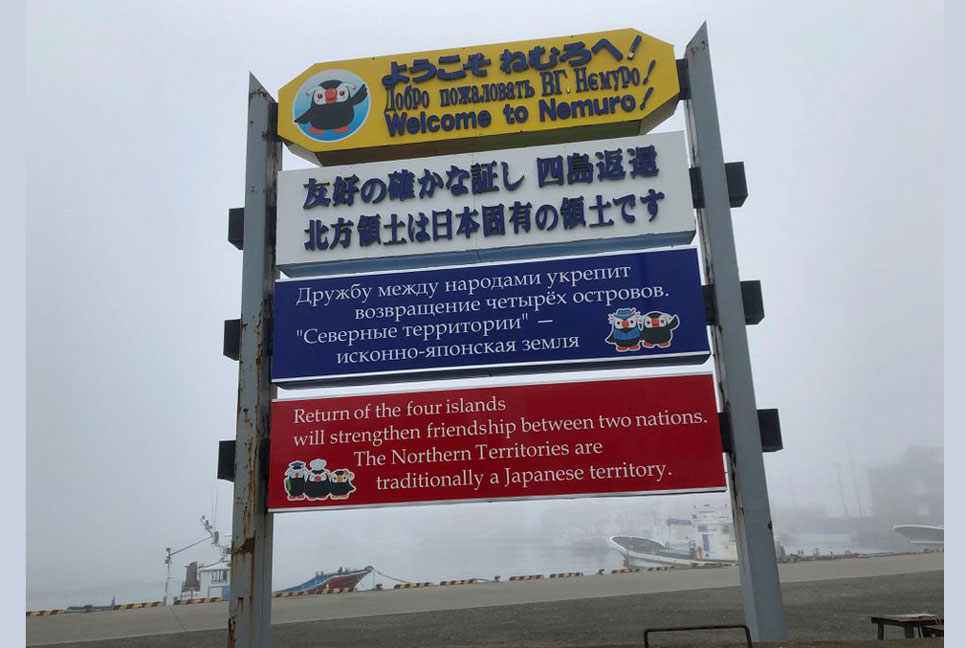 ようこそ ねむろへ!
Добро пожаловать ВГ. Нємуро!
Welcome to Nemuro!
友好の確かな証し 四島返還
北方領土は日本固有の領土です
Дружбу между народами укрепит
возвращение четырёх островов.
"Северные территории" —
исконно-японская земля
Return of the four islands
will strengthen friendship between two nations.
The Northern Territories are
traditionally a Japanese territory.